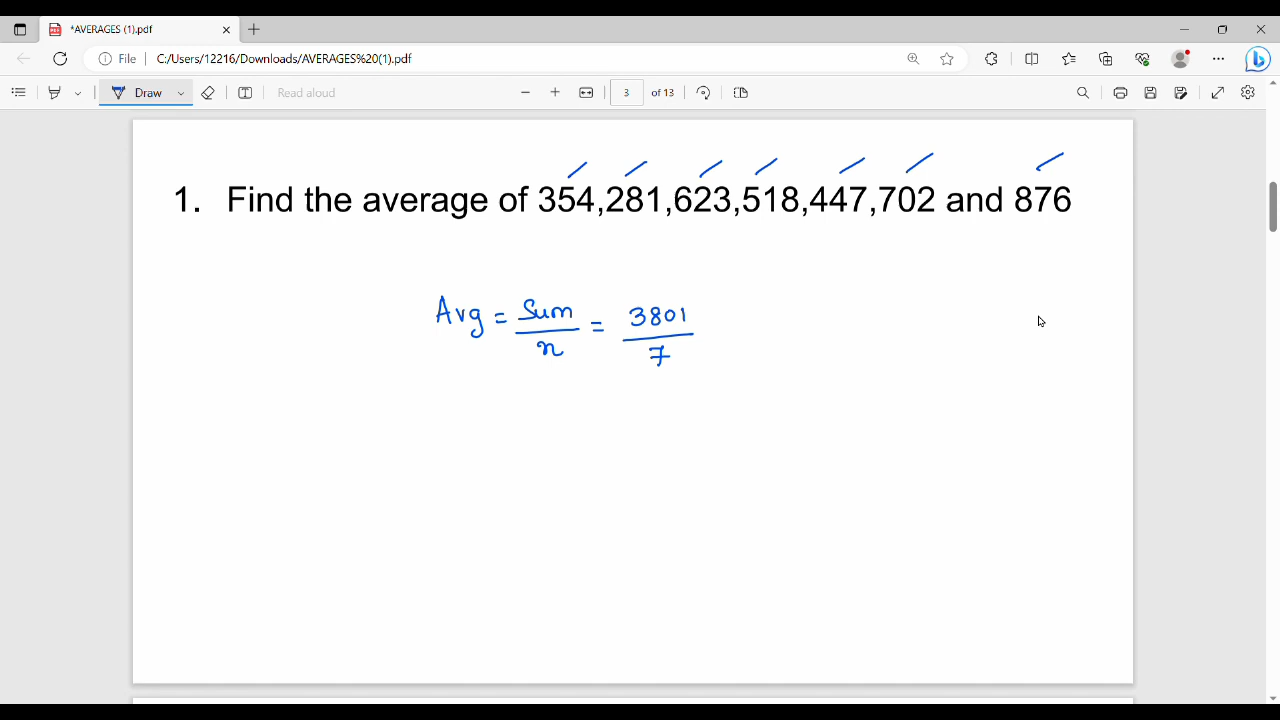 *AVERAGES (1).pdf
File C:/Users/12216/Downloads/AVERAGES%20(1).pdf
Draw Read aloud 3 of 13
1. Find the average of 354,281,623,518,447,702 and 876
Avg = Sum = 3801
n 7